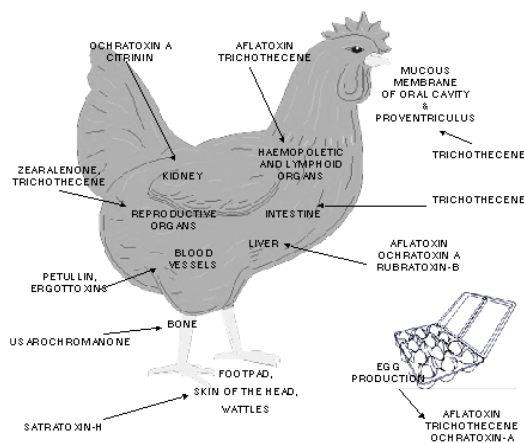 OCHRATOXIN A
CITRININ
AFLATOXIN
TRICHOTHECENE
MUCOUS
MEMBRANE
OF ORAL CAVITY
&
PROVENTRICULUS
TRICHOTHECENE
HAEMOPOLETIC
AND LYMPHOID
ORGANS
KIDNEY
ZEARALENONE,
TRICHOTHECENE
REPRODUCTIVE
ORGANS
INTESTINE
TRICHOTHECENE
LIVER
AFLATOXIN
OCHRATOXIN A
RUBRATOXIN-B
BLOOD
VESSELS
PETULLIN,
ERGOTTOXINS
BONE
USAROCHROMANONE
FOOTPAD,
SKIN OF THE HEAD,
WATTLES
SATRATOXIN-H
EGG
PRODUCTION
AFLATOXIN
TRICHOTHECENE
OCHRATOXIN-A